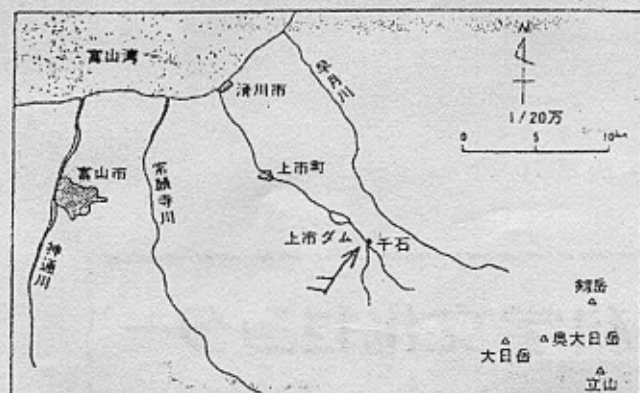 富山湾
滑川市
早月川
N
1/20万
0 5 10km
富山市
常願寺川
上市町
神通川
上市ダム
千石
剱岳
大日岳
奥大日岳
立山